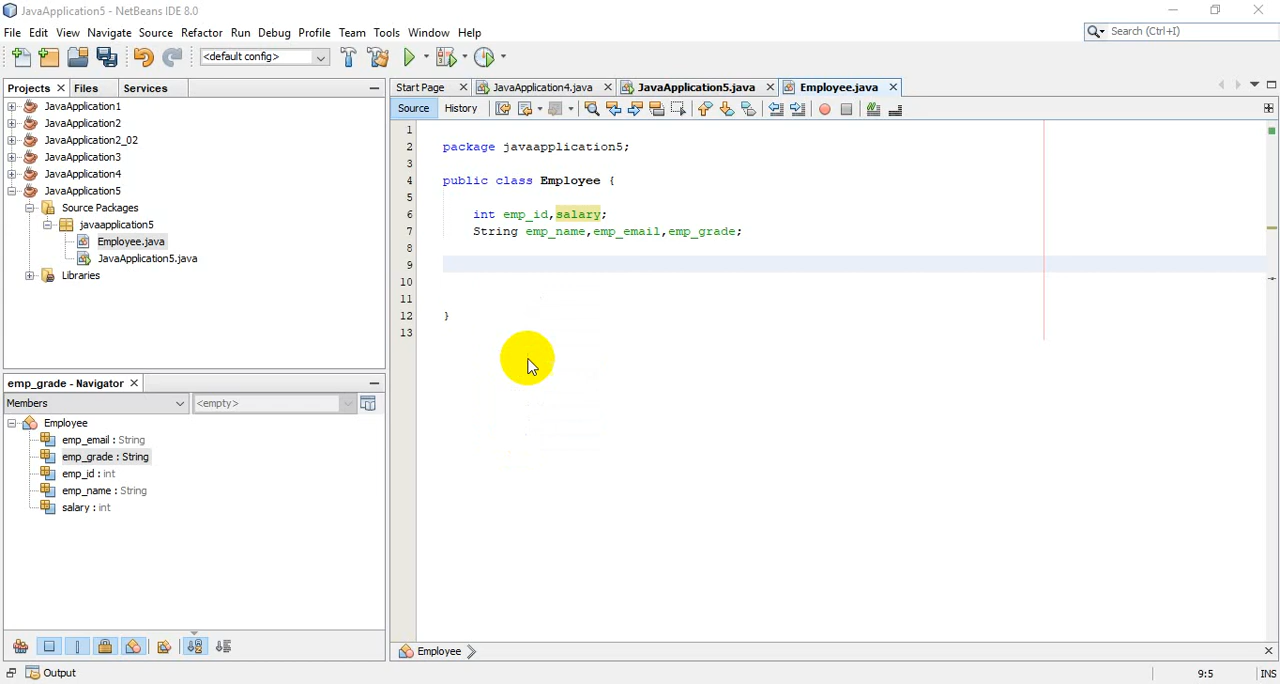 JavaApplication5 - NetBeans IDE 8.0
File Edit View Navigate Source Refactor Run Debug Profile Team Tools Window Help
Search (Ctrl+I)
<default config>
Projects Files Services
Start Page JavaApplication4.java JavaApplication5.java Employee.java
Source History
JavaApplication1
JavaApplication2
JavaApplication2_02
JavaApplication3
JavaApplication4
JavaApplication5
Source Packages
javaapplication5
Employee.java
JavaApplication5.java
Libraries
1
2 package javaapplication5;
3
4 public class Employee {
5
6 int emp_id,salary;
7 String emp_name,emp_email,emp_grade;
8
9
10
11
12 }
13
emp_grade - Navigator
Members <empty>
Employee
emp_email : String
emp_grade : String
emp_id : int
emp_name : String
salary : int
Employee
Output
9:5 INS